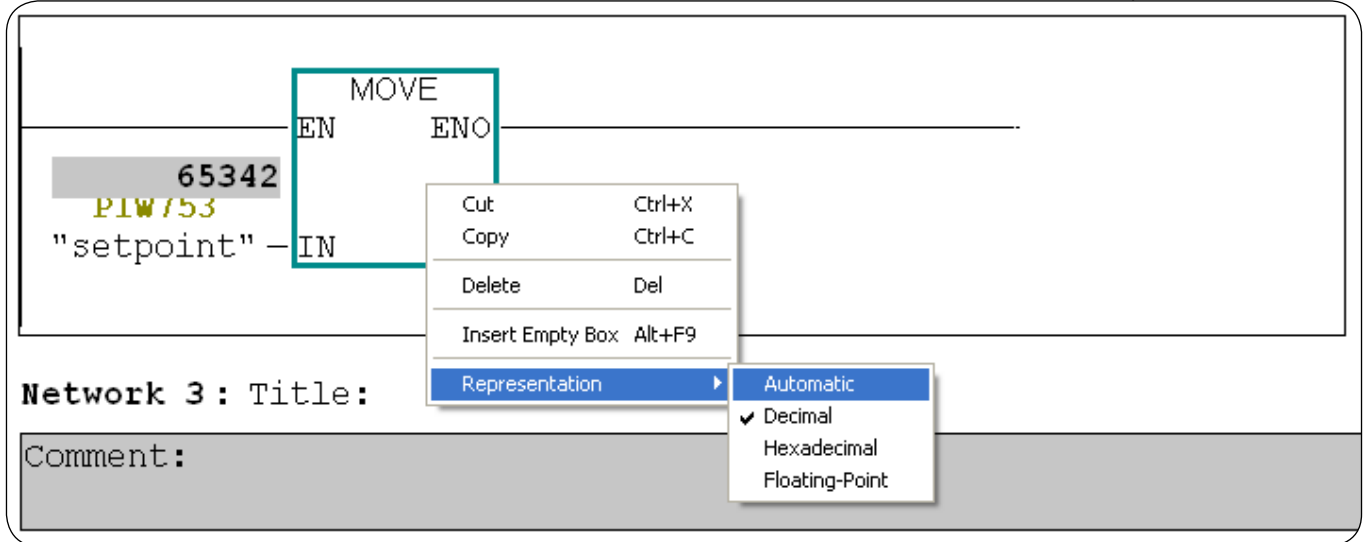 MOVE
EN ENO
65342
PIW753
"setpoint" IN
Cut Ctrl+X
Copy Ctrl+C
Delete Del
Insert Empty Box Alt+F9
Representation
Automatic
Decimal
Hexadecimal
Floating-Point
Network 3: Title:
Comment: